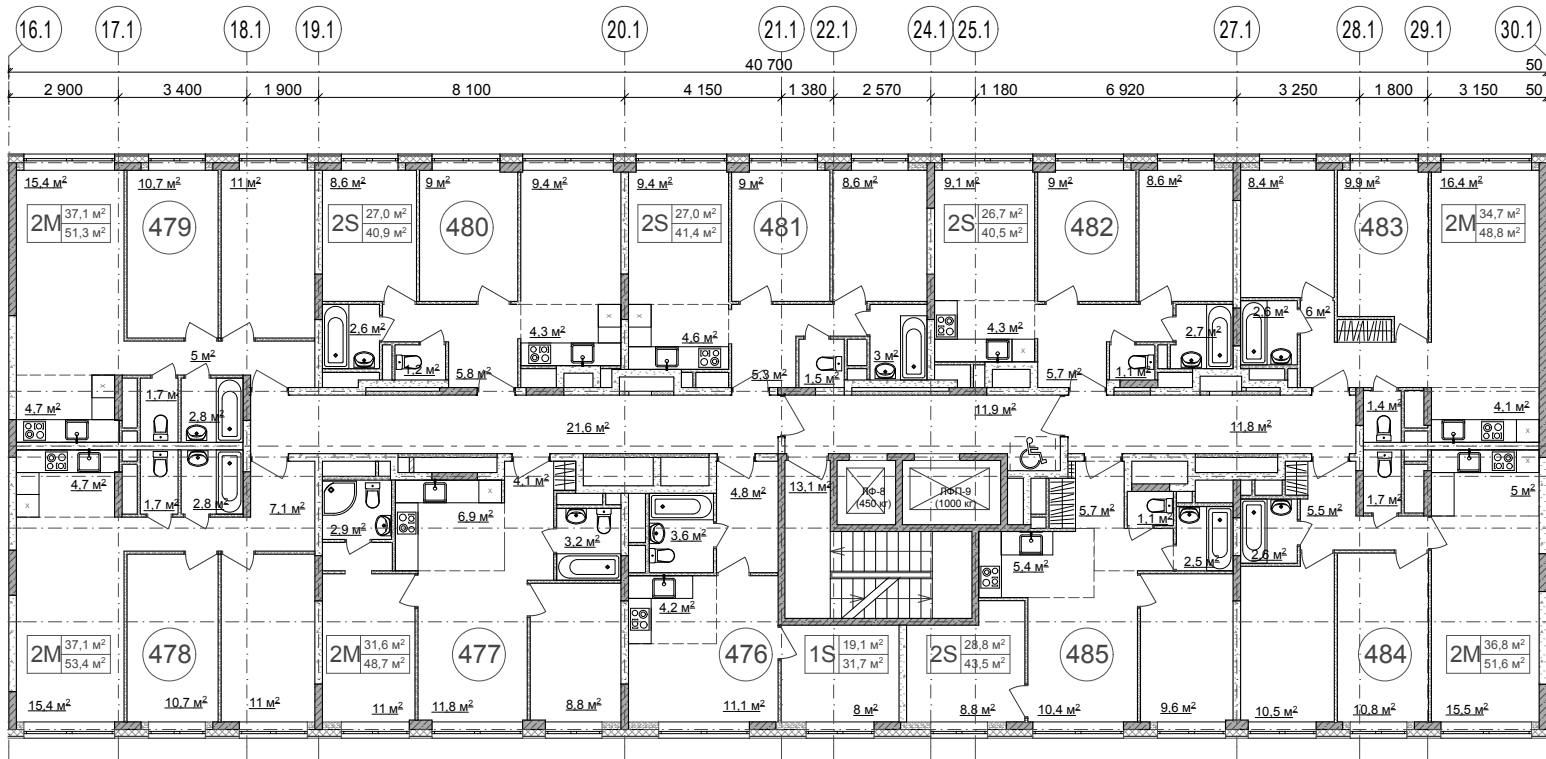 16.1 17.1 18.1 19.1 20.1 21.1 22.1 24.1 25.1 27.1 28.1 29.1 30.1
40 700 50
2 900 3 400 1 900 8 100 4 150 1 380 2 570 1 180 6 920 3 250 1 800 3 150 50
15.4 м² 10,7 м² 11 м² 8,6 м² 9 м² 9.4 м² 9.4 м² 9 м² 8.6 м² 9.1 м² 9 м² 8.6 м² 8.4 м² 9.9 м² 16.4 м²
2М 37,1 м² 51,3 м² 479
2S 27,0 м² 40,9 м² 480
2S 27,0 м² 41,4 м² 481
2S 26,7 м² 40,5 м² 482
483 2М 34,7 м² 48,8 м²
2,6 м² 4,3 м² х х 4,6 м² 4,3 м² 2,7 м² 2,6 м² 6 м²
5 м² 1,2 м² 5,8 м² 5,3 м² 1,5 м² 3 м² х 5,7 м² 1,1 м²
4,7 м² 1,7 м² 2,8 м² 21.6 м² 11.9 м² 11.8 м² 1,4 м² 4,1 м² х
4,7 м² х 1,7 м² 2,8 м² 7,1 м² 4,1 м² х 4,8 м² 13,1 м² 1,7 м² х 5 м²
ЛФ-8
(450 кг)
ЛФП-9
(1000 кг)
2,9 м² 6,9 м² 3,2 м² 3,6 м² 5,7 м² 1,1 м² 5,5 м²
4,2 м² 5,4 м² 2,5 м² 2,6 м²
2М 37,1 м² 53,4 м² 478
2М 31,6 м² 48,7 м² 477
476 1S 19,1 м² 31,7 м²
2S 28,8 м² 43,5 м² 485
484 2М 36,8 м² 51,6 м²
15.4 м² 10,7 м² 11 м² 11 м² 11.8 м² 8.8 м² 11.1 м² 8 м² 8.8 м² 10.4 м² 9.6 м² 10,5 м² 10.8 м² 15.5 м²